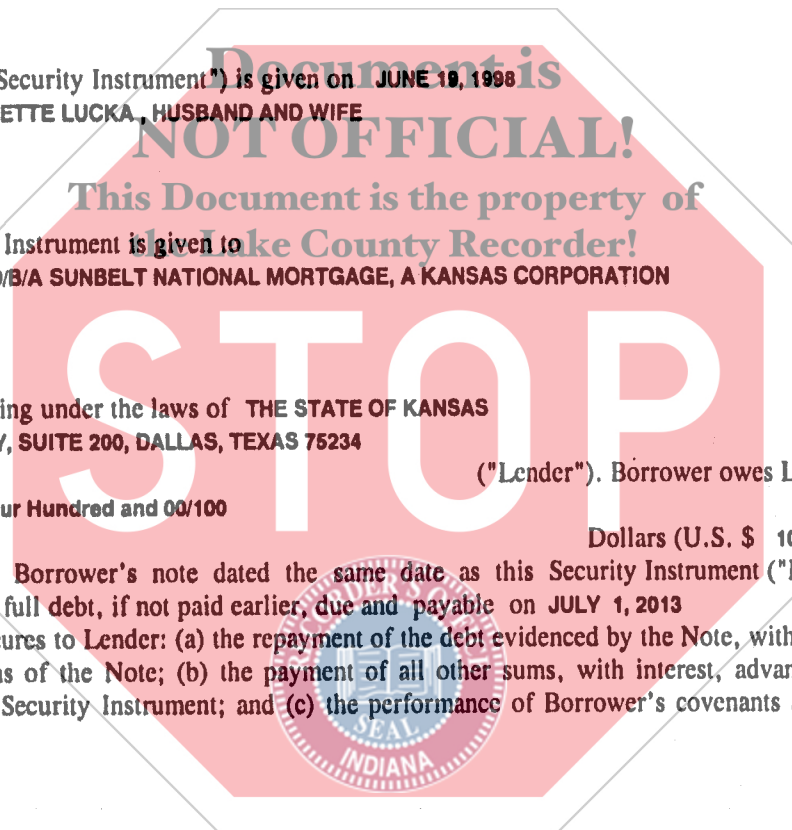 Document is
Security Instrument") is given on JUNE 19, 1998
ETTE LUCKA, HUSBAND AND WIFE
NOT OFFICIAL!
This Document is the property of
the Lake County Recorder!
Instrument is given to
/B/A SUNBELT NATIONAL MORTGAGE, A KANSAS CORPORATION
STOP
ing under the laws of THE STATE OF KANSAS
, SUITE 200, DALLAS, TEXAS 75234
("Lender"). Borrower owes L
ur Hundred and 00/100
Dollars (U.S. $ 10
Borrower's note dated the same date as this Security Instrument ("
full debt, if not paid earlier, due and payable on JULY 1, 2013
cures to Lender: (a) the repayment of the debt evidenced by the Note, with
s of the Note; (b) the payment of all other sums, with interest, advan
Security Instrument; and (c) the performance of Borrower's covenants
RECORDER'S OFFICE
SEAL
INDIANA